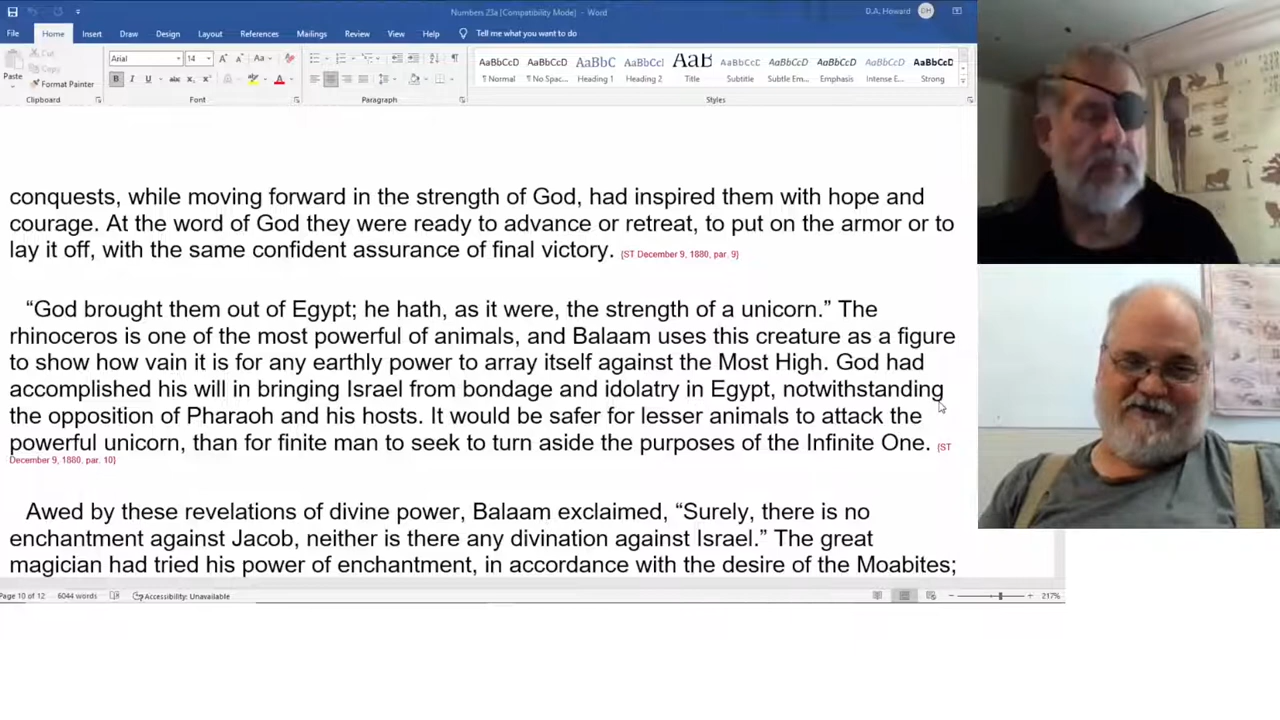 Numbers 23a [Compatibility Mode] - Word
D.A. Howard
DH
File Home Insert Draw Design Layout References Mailings Review View Help Tell me what you want to do
Paste
Cut
Copy
Format Painter
Arial 14
B I U
AaBbCcD AaBbCcD AaBbC AaBbCcI AaB AaBbCcD AaBbCcD AaBbCcD AaBbCcD AaBbCcD
¶ Normal ¶ No Spac... Heading 1 Heading 2 Title Subtitle Subtle Em... Emphasis Intense E... Strong
Clipboard Font Paragraph Styles
conquests, while moving forward in the strength of God, had inspired them with hope and
courage. At the word of God they were ready to advance or retreat, to put on the armor or to
lay it off, with the same confident assurance of final victory. {ST December 9, 1880, par. 9}
“God brought them out of Egypt; he hath, as it were, the strength of a unicorn.” The
rhinoceros is one of the most powerful of animals, and Balaam uses this creature as a figure
to show how vain it is for any earthly power to array itself against the Most High. God had
accomplished his will in bringing Israel from bondage and idolatry in Egypt, notwithstanding
the opposition of Pharaoh and his hosts. It would be safer for lesser animals to attack the
powerful unicorn, than for finite man to seek to turn aside the purposes of the Infinite One. {ST
December 9, 1880, par. 10}
Awed by these revelations of divine power, Balaam exclaimed, “Surely, there is no
enchantment against Jacob, neither is there any divination against Israel.” The great
magician had tried his power of enchantment, in accordance with the desire of the Moabites;
Page 10 of 12 6044 words Accessibility: Unavailable 217%